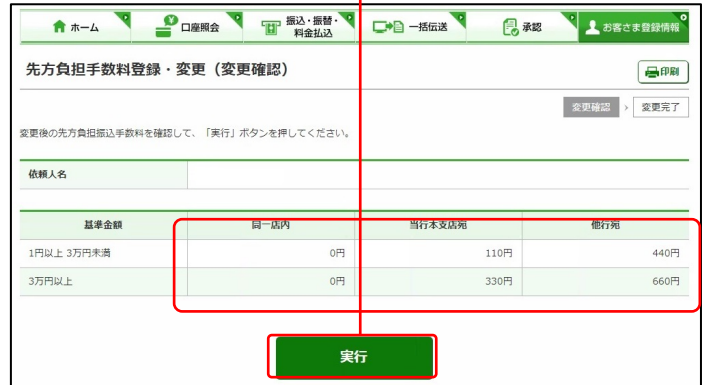 ホーム
口座照会
振込・振替・
料金払込
一括伝送
承認
お客さま登録情報
先方負担手数料登録・変更（変更確認）
印刷
変更確認 > 変更完了
変更後の先方負担振込手数料を確認して、「実行」ボタンを押してください。
依頼人名
基準金額 同一店内 当行本支店宛 他行宛
1円以上 3万円未満 0円 110円 440円
3万円以上 0円 330円 660円
実行